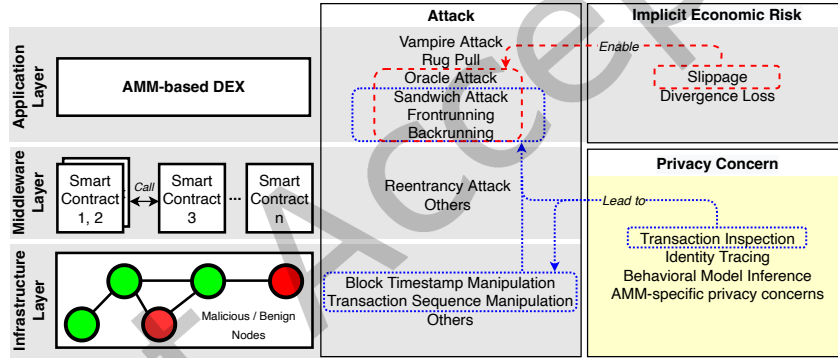 Attack
Implicit Economic Risk
Application
Layer
AMM-based DEX
Vampire Attack
Rug Pull
Oracle Attack
Sandwich Attack
Frontrunning
Backrunning
Enable
Slippage
Divergence Loss
Middleware
Layer
Smart
Contract
1, 2
Call
Smart
Contract
3
...
Smart
Contract
n
Reentrancy Attack
Others
Privacy Concern
Lead to
Transaction Inspection
Identity Tracing
Behavioral Model Inference
AMM-specific privacy concerns
Infrastructure
Layer
Malicious / Benign
Nodes
Block Timestamp Manipulation
Transaction Sequence Manipulation
Others
Accep